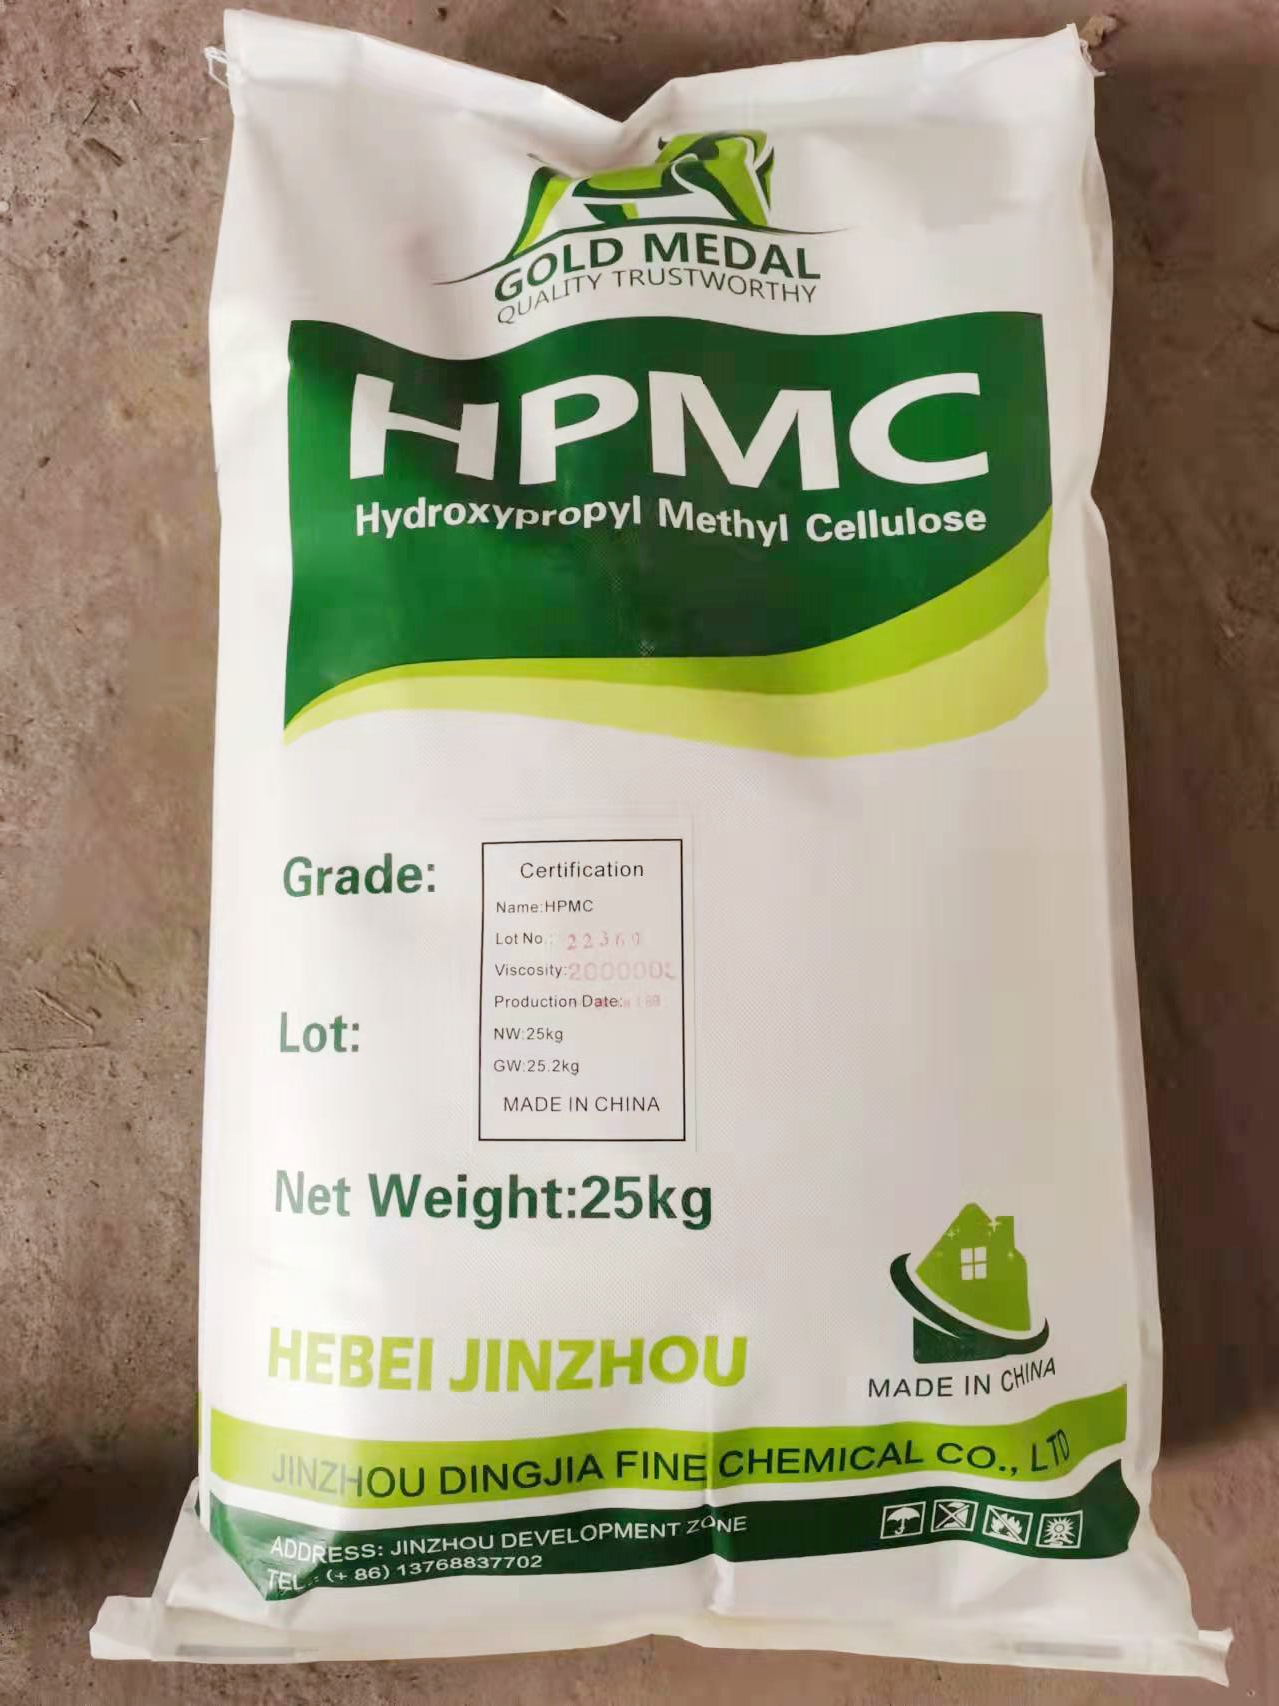 GOLD MEDAL
QUALITY TRUSTWORTHY
HPMC
Hydroxypropyl Methyl Cellulose
Grade:
Certification
Name:HPMC
Lot No.:
Viscosity:
Production Date:
NW:25kg
GW:25.2kg
MADE IN CHINA
Lot:
Net Weight:25kg
HEBEI JINZHOU
MADE IN CHINA
JINZHOU DINGJIA FINE CHEMICAL CO., LTD
ADDRESS: JINZHOU DEVELOPMENT ZONE
TEL.: (+ 86) 13768837702